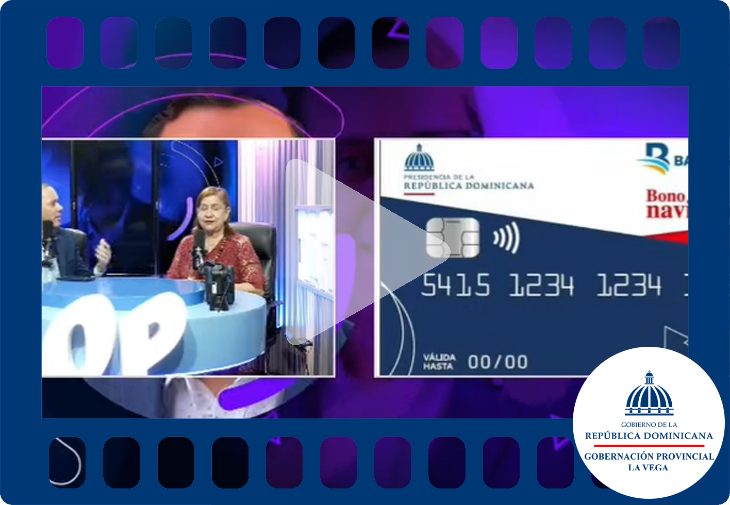 OP
PRESIDENCIA DE LA
REPÚBLICA DOMINICANA
BA
Bono
navi
5415 1234 1234 1
VÁLIDA
HASTA 00/00
GOBIERNO DE LA
REPÚBLICA DOMINICANA
GOBERNACIÓN PROVINCIAL
LA VEGA